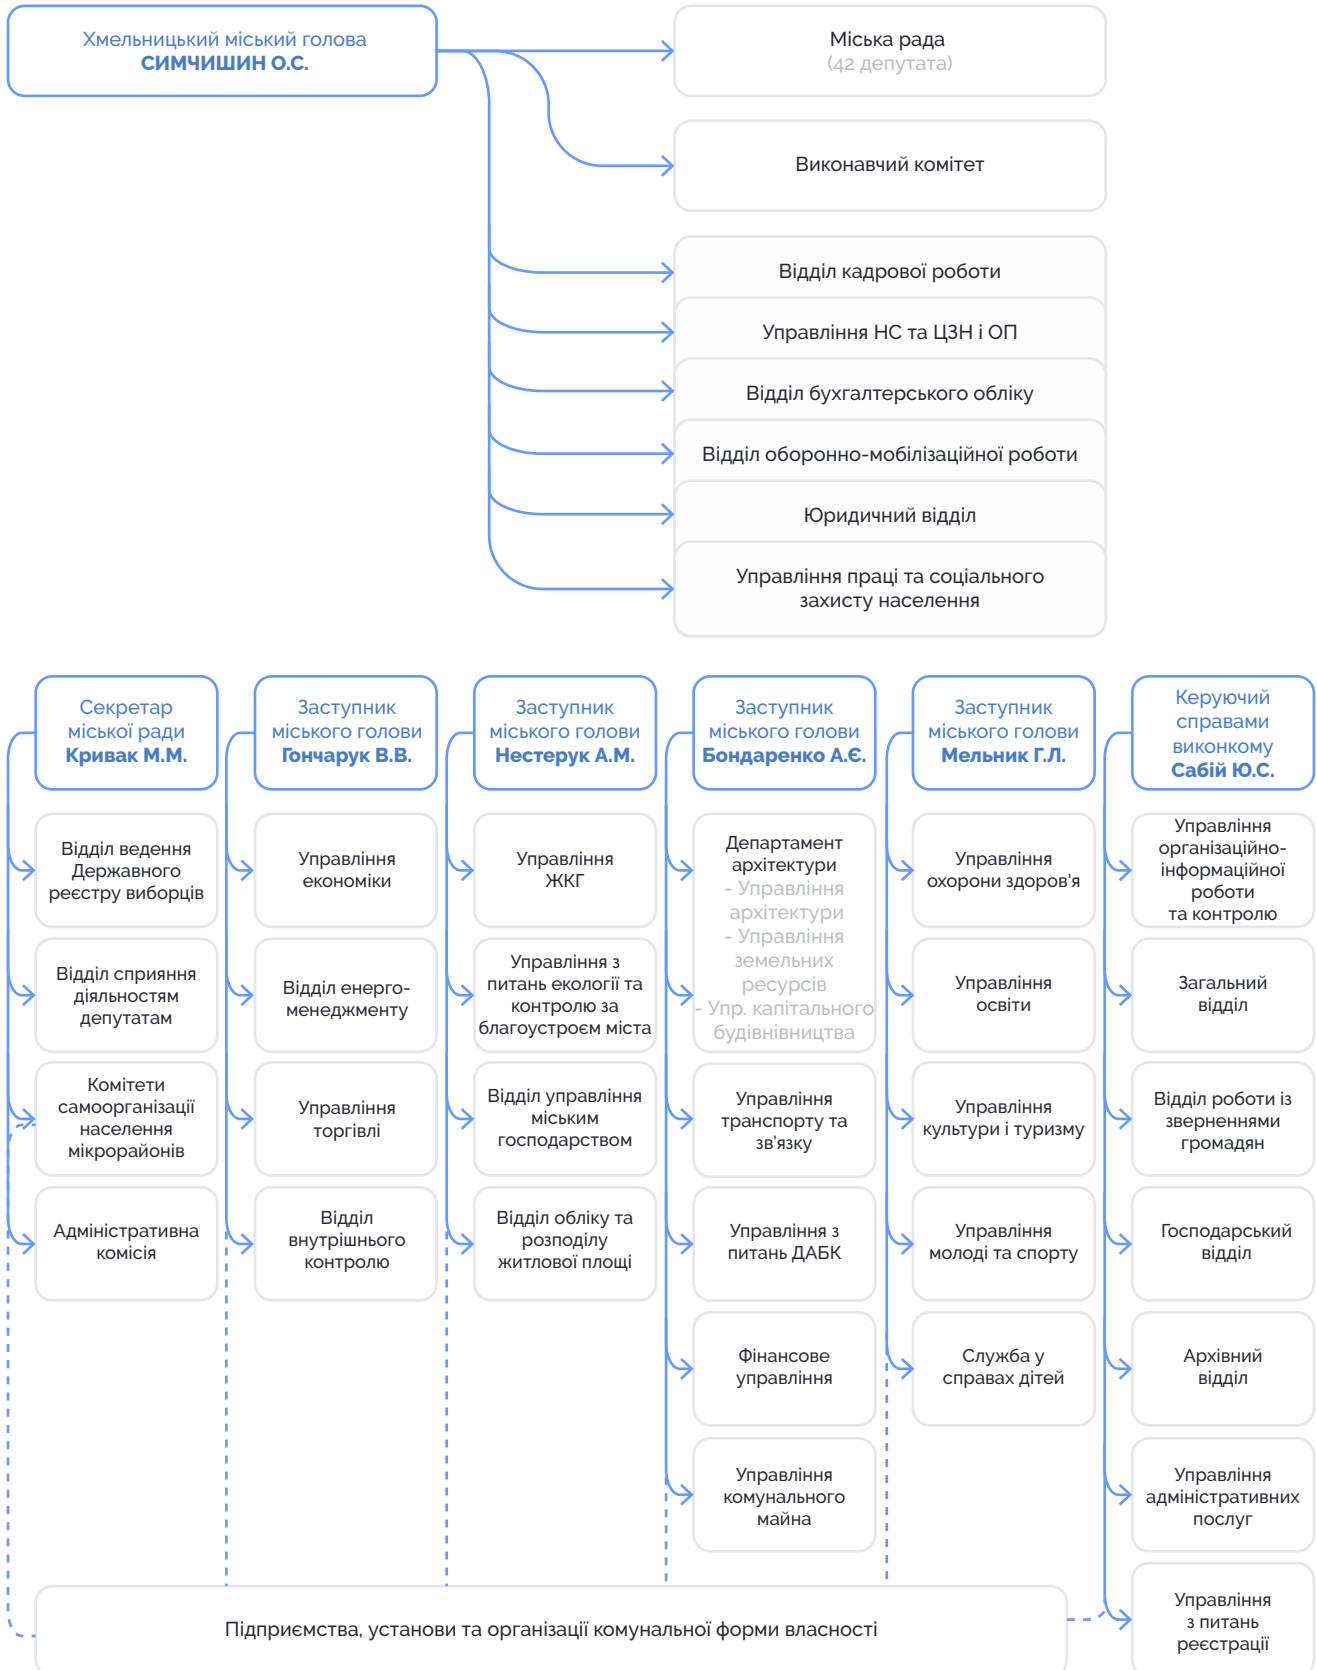 Хмельницький міський голова
СИМЧИШИН О.С.
Міська рада
(42 депутата)
Виконавчий комітет
Відділ кадрової роботи
Управління НС та ЦЗН і ОП
Відділ бухгалтерського обліку
Відділ оборонно-мобілізаційної роботи
Юридичний відділ
Управління праці та соціального
захисту населення
Секретар
міської ради
Кривак М.М.
Відділ ведення
Державного
реєстру виборців
Відділ сприяння
діяльностям
депутатам
Комітети
самоорганізації
населення
мікрорайонів
Адміністративна
комісія
Заступник
міського голови
Гончарук В.В.
Управління
економіки
Відділ енерго-
менеджменту
Управління
торгівлі
Відділ
внутрішнього
контролю
Заступник
міського голови
Нестерук А.М.
Управління
ЖКГ
Управління з
питань екології та
контролю за
благоустроєм міста
Відділ управління
міським
господарством
Відділ обліку та
розподілу
житлової площі
Заступник
міського голови
Бондаренко А.Є.
Департамент
архітектури
- Управління
архітектури
- Управління
земельних
ресурсів
- Упр. капітального
будівнівництва
Управління
транспорту та
зв'язку
Управління з
питань ДАБК
Фінансове
управління
Управління
комунального
майна
Заступник
міського голови
Мельник Г.Л.
Управління
охорони здоров'я
Управління
освіти
Управління
культури і туризму
Управління
молоді та спорту
Служба у
справах дітей
Керуючий
справами
виконкому
Сабій Ю.С.
Управління
організаційно-
інформаційної
роботи
та контролю
Загальний
відділ
Відділ роботи із
зверненнями
громадян
Господарський
відділ
Архівний
відділ
Управління
адміністративних
послуг
Управління
з питань
реєстрації
Підприємства, установи та організації комунальної форми власності